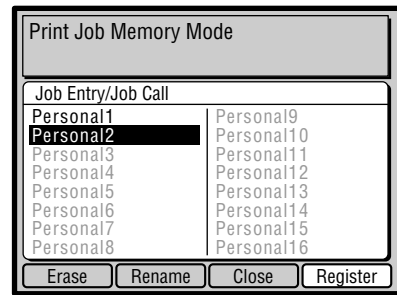 Print Job Memory Mode
Job Entry/Job Call
Personal1
Personal2
Personal3
Personal4
Personal5
Personal6
Personal7
Personal8
Personal9
Personal10
Personal11
Personal12
Personal13
Personal14
Personal15
Personal16
Erase Rename Close Register